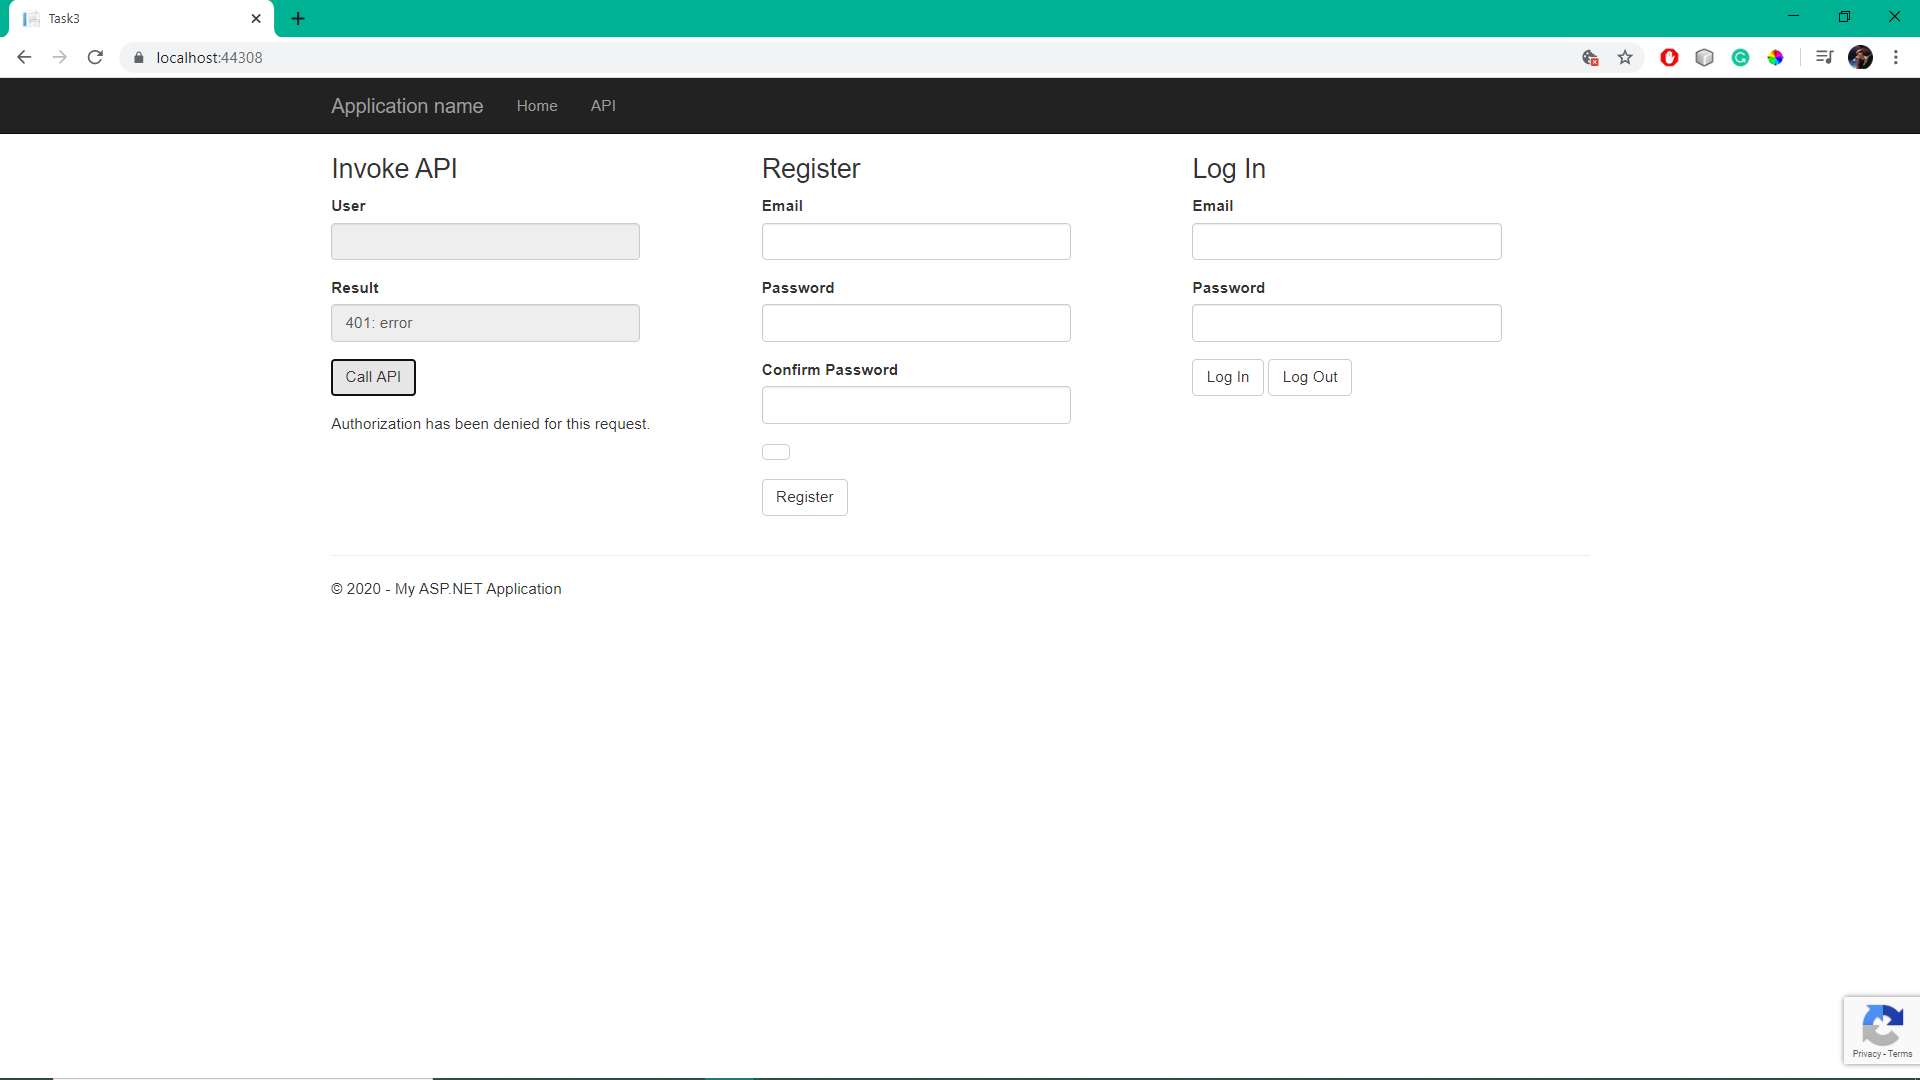 Task3
localhost:44308
Application name Home API
Invoke API
User
Result
401: error
Call API
Authorization has been denied for this request.
Register
Email
Password
Confirm Password
Register
Log In
Email
Password
Log In Log Out
© 2020 - My ASP.NET Application
Privacy - Terms